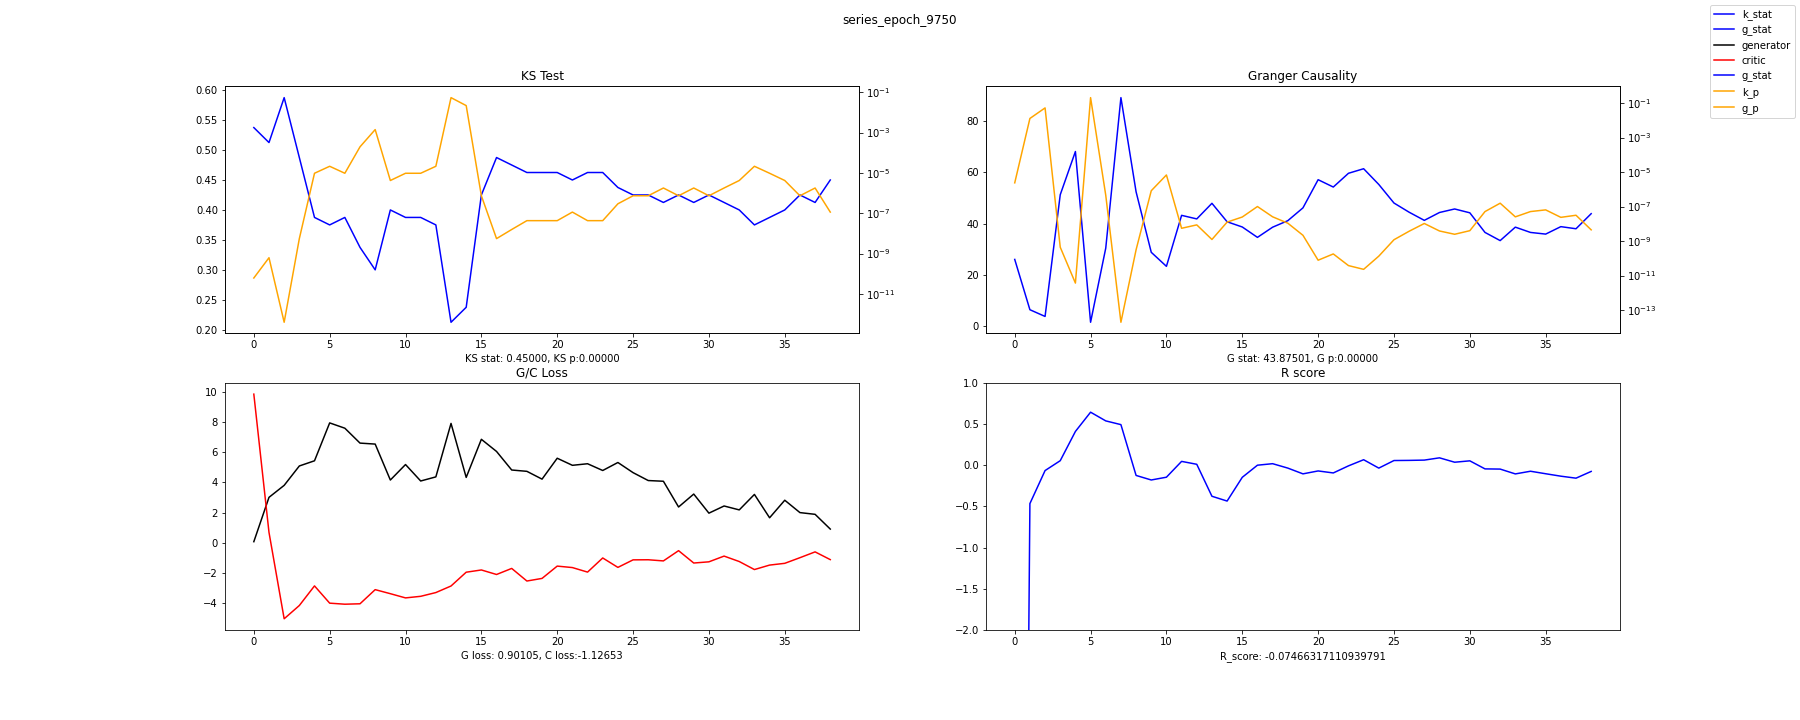 series_epoch_9750
k_stat
g_stat
generator
critic
g_stat
k_p
g_p
KS Test
0.60
0.55
0.50
0.45
0.40
0.35
0.30
0.25
0.20
10⁻¹
10⁻³
10⁻⁵
10⁻⁷
10⁻⁹
10⁻¹¹
0 5 10 15 20 25 30 35
KS stat: 0.45000, KS p:0.00000
Granger Causality
80
60
40
20
0
10⁻¹
10⁻³
10⁻⁵
10⁻⁷
10⁻⁹
10⁻¹¹
10⁻¹³
0 5 10 15 20 25 30 35
G stat: 43.87501, G p:0.00000
G/C Loss
10
8
6
4
2
0
−2
−4
0 5 10 15 20 25 30 35
G loss: 0.90105, C loss:-1.12653
R score
1.0
0.5
0.0
−0.5
−1.0
−1.5
−2.0
0 5 10 15 20 25 30 35
R_score: -0.07466317110939791